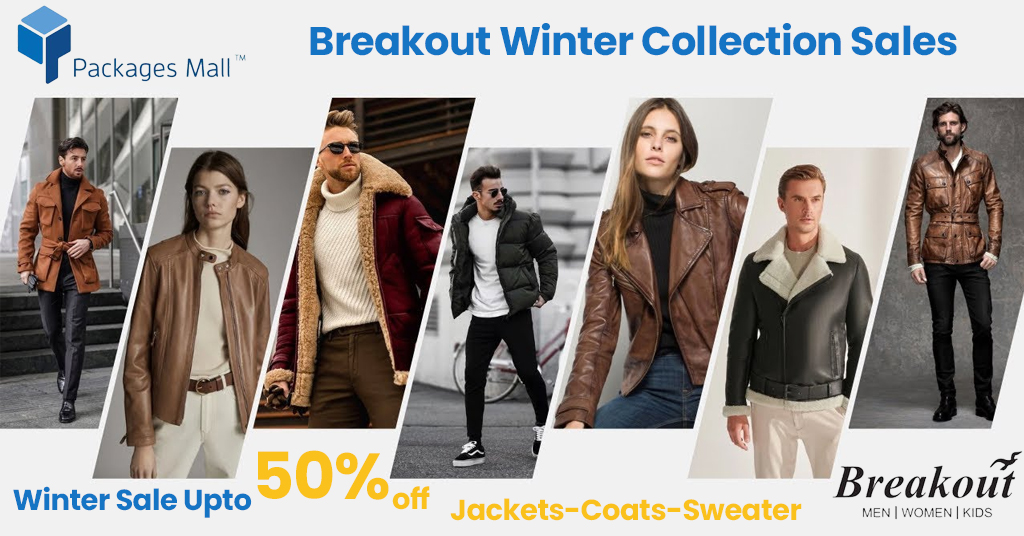 Packages Mall™
Breakout Winter Collection Sales
Winter Sale Upto
50%
off
Jackets-Coats-Sweater
Breakout
MEN | WOMEN | KIDS